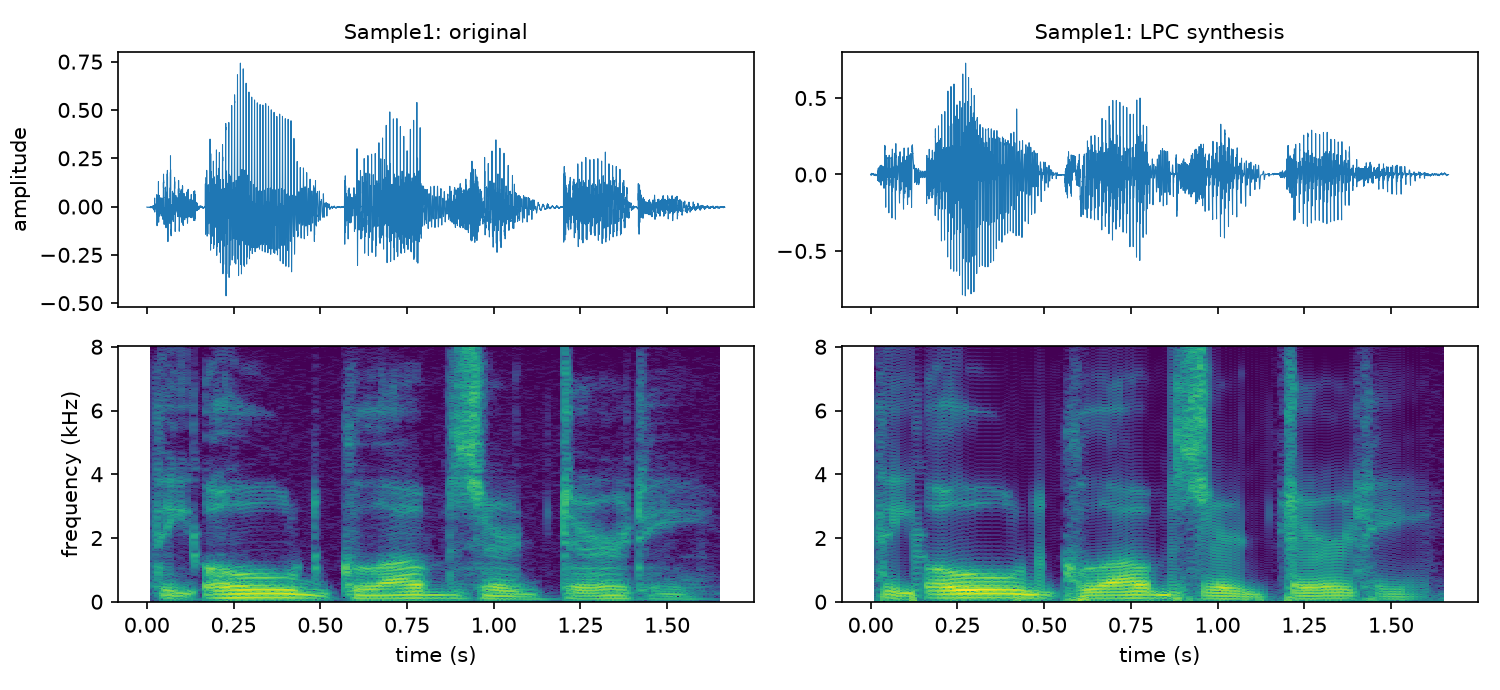 Sample1: original
Sample1: LPC synthesis
amplitude
0.75
0.50
0.25
0.00
−0.25
−0.50
0.5
0.0
−0.5
frequency (kHz)
8
6
4
2
0
0.00 0.25 0.50 0.75 1.00 1.25 1.50
time (s)
8
6
4
2
0
0.00 0.25 0.50 0.75 1.00 1.25 1.50
time (s)